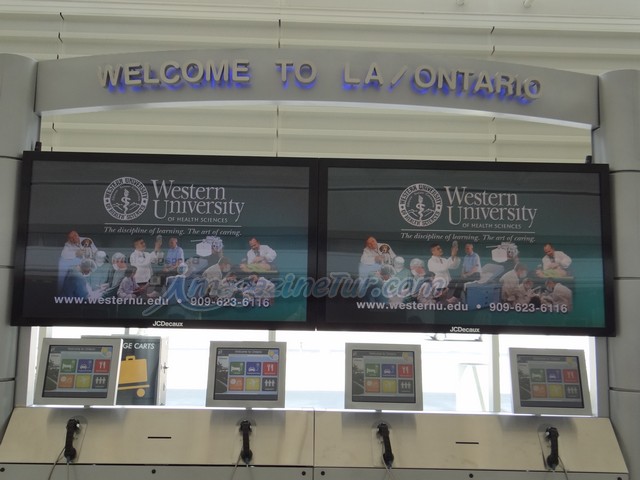 WELCOME TO LA/ONTARIO
Western
University
OF HEALTH SCIENCES
The discipline of learning. The art of caring.
www.westernu.edu • 909-623-6116
JCDecaux
Western
University
OF HEALTH SCIENCES
The discipline of learning. The art of caring.
www.westernu.edu • 909-623-6116
JCDecaux
GE CARTS